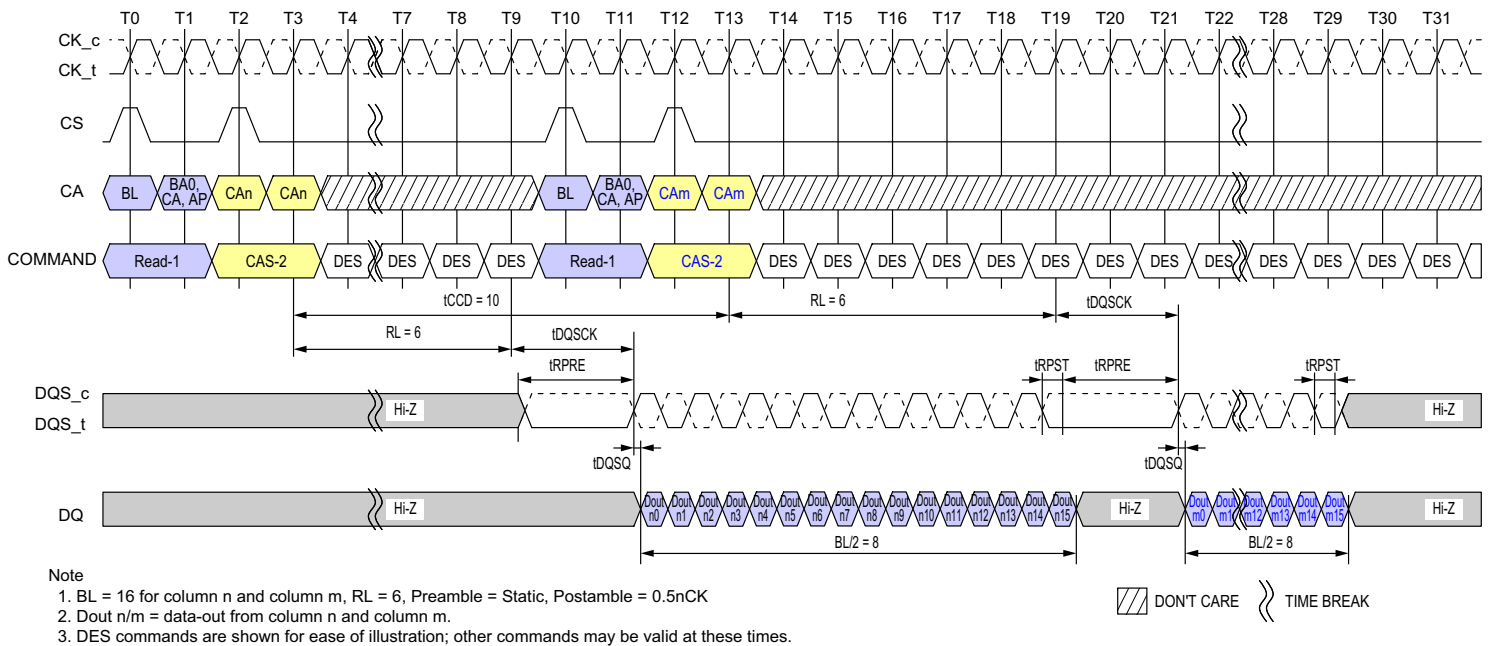 T0 T1 T2 T3 T4 T7 T8 T9 T10 T11 T12 T13 T14 T15 T16 T17 T18 T19 T20 T21 T22 T28 T29 T30 T31
CK_c
CK_t
CS
CA BL BA0, CA, AP CAn CAn BL BA0, CA, AP CAm CAm
COMMAND Read-1 CAS-2 DES DES DES DES Read-1 CAS-2 DES DES DES DES DES DES DES DES DES DES DES DES DES
tCCD = 10 RL = 6 tDQSCK
RL = 6 tDQSCK
tRPRE tRPST tRPRE tRPST
DQS_c
DQS_t
Hi-Z Hi-Z
tDQSQ tDQSQ
DQ Hi-Z Dout n0 Dout n1 Dout n2 Dout n3 Dout n4 Dout n5 Dout n6 Dout n7 Dout n8 Dout n9 Dout n10 Dout n11 Dout n12 Dout n13 Dout n14 Dout n15 Hi-Z Dout m0 Dout m1 Dout m12 Dout m13 Dout m14 Dout m15 Hi-Z
BL/2 = 8 BL/2 = 8
Note
1. BL = 16 for column n and column m, RL = 6, Preamble = Static, Postamble = 0.5nCK
2. Dout n/m = data-out from column n and column m.
3. DES commands are shown for ease of illustration; other commands may be valid at these times.
DON'T CARE TIME BREAK